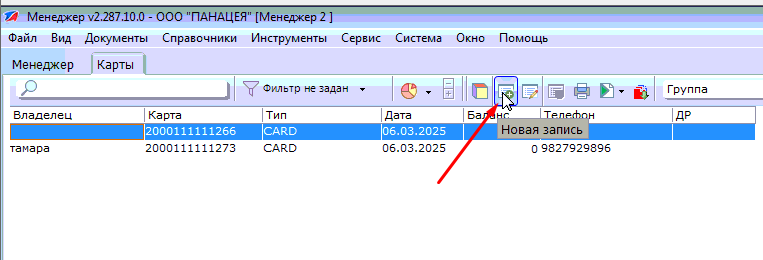 Менеджер v2.287.10.0 - ООО "ПАНАЦЕЯ" [Менеджер 2 ]
Файл Вид Документы Справочники Инструменты Сервис Система Окно Помощь
Менеджер Карты
Фильтр не задан Группа
Владелец Карта Тип Дата Баланс Телефон ДР
2000111111266 CARD 06.03.2025
Новая запись
тамара 2000111111273 CARD 06.03.2025 0 9827929896